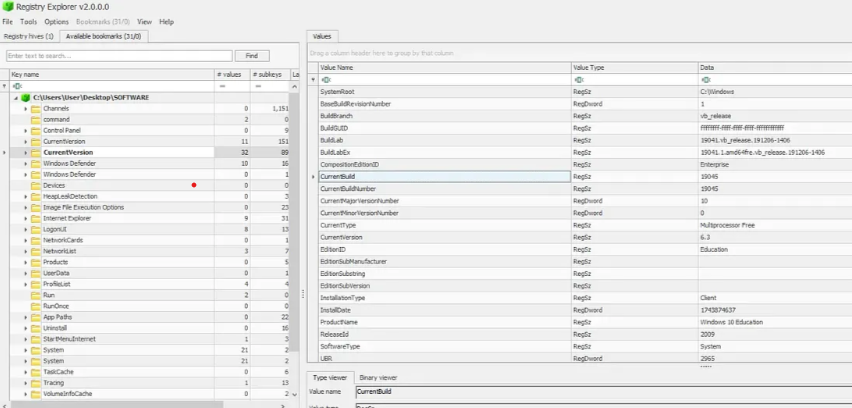 Registry Explorer v2.0.0.0
File Tools Options Bookmarks (31/0) View Help
Registry hives (1) Available bookmarks (31/0)
Enter text to search... Find
Key name # values # subkeys La
C:\Users\User\Desktop\SOFTWARE
Channels 0 1,151
command 2 0
Control Panel 0 9
CurrentVersion 11 151
CurrentVersion 32 89
Windows Defender 10 16
Windows Defender 0 1
Devices 0 0
HeapLeakDetection 0 3
Image File Execution Options 0 23
Internet Explorer 9 31
LogonUI 8 13
NetworkCards 0 1
NetworkList 3 7
Products 0 5
UserData 0 1
ProfileList 4 4
Run 2 0
RunOnce 0 0
App Paths 0 22
Uninstall 0 16
StartMenuInternet 1 3
System 21 2
System 21 2
TaskCache 0 6
Tracing 1 13
VolumeInfoCache 0 2
Values
Drag a column header here to group by that column
Value Name Value Type Data
SystemRoot RegSz C:\Windows
BaseBuildRevisionNumber RegDword 1
BuildBranch RegSz vb_release
BuildGUID RegSz ffffffff-ffff-ffff-ffff-ffffffffffff
BuildLab RegSz 19041.vb_release.191206-1406
BuildLabEx RegSz 19041.1.amd64fre.vb_release.191206-1406
CompositionEditionID RegSz Enterprise
CurrentBuild RegSz 19045
CurrentBuildNumber RegSz 19045
CurrentMajorVersionNumber RegDword 10
CurrentMinorVersionNumber RegDword 0
CurrentType RegSz Multiprocessor Free
CurrentVersion RegSz 6.3
EditionID RegSz Education
EditionSubManufacturer RegSz
EditionSubstring RegSz
EditionSubVersion RegSz
InstallationType RegSz Client
InstallDate RegDword 1743874637
ProductName RegSz Windows 10 Education
ReleaseId RegSz 2009
SoftwareType RegSz System
UBR RegDword 2965
Type viewer Binary viewer
Value name CurrentBuild
Value type RegSz